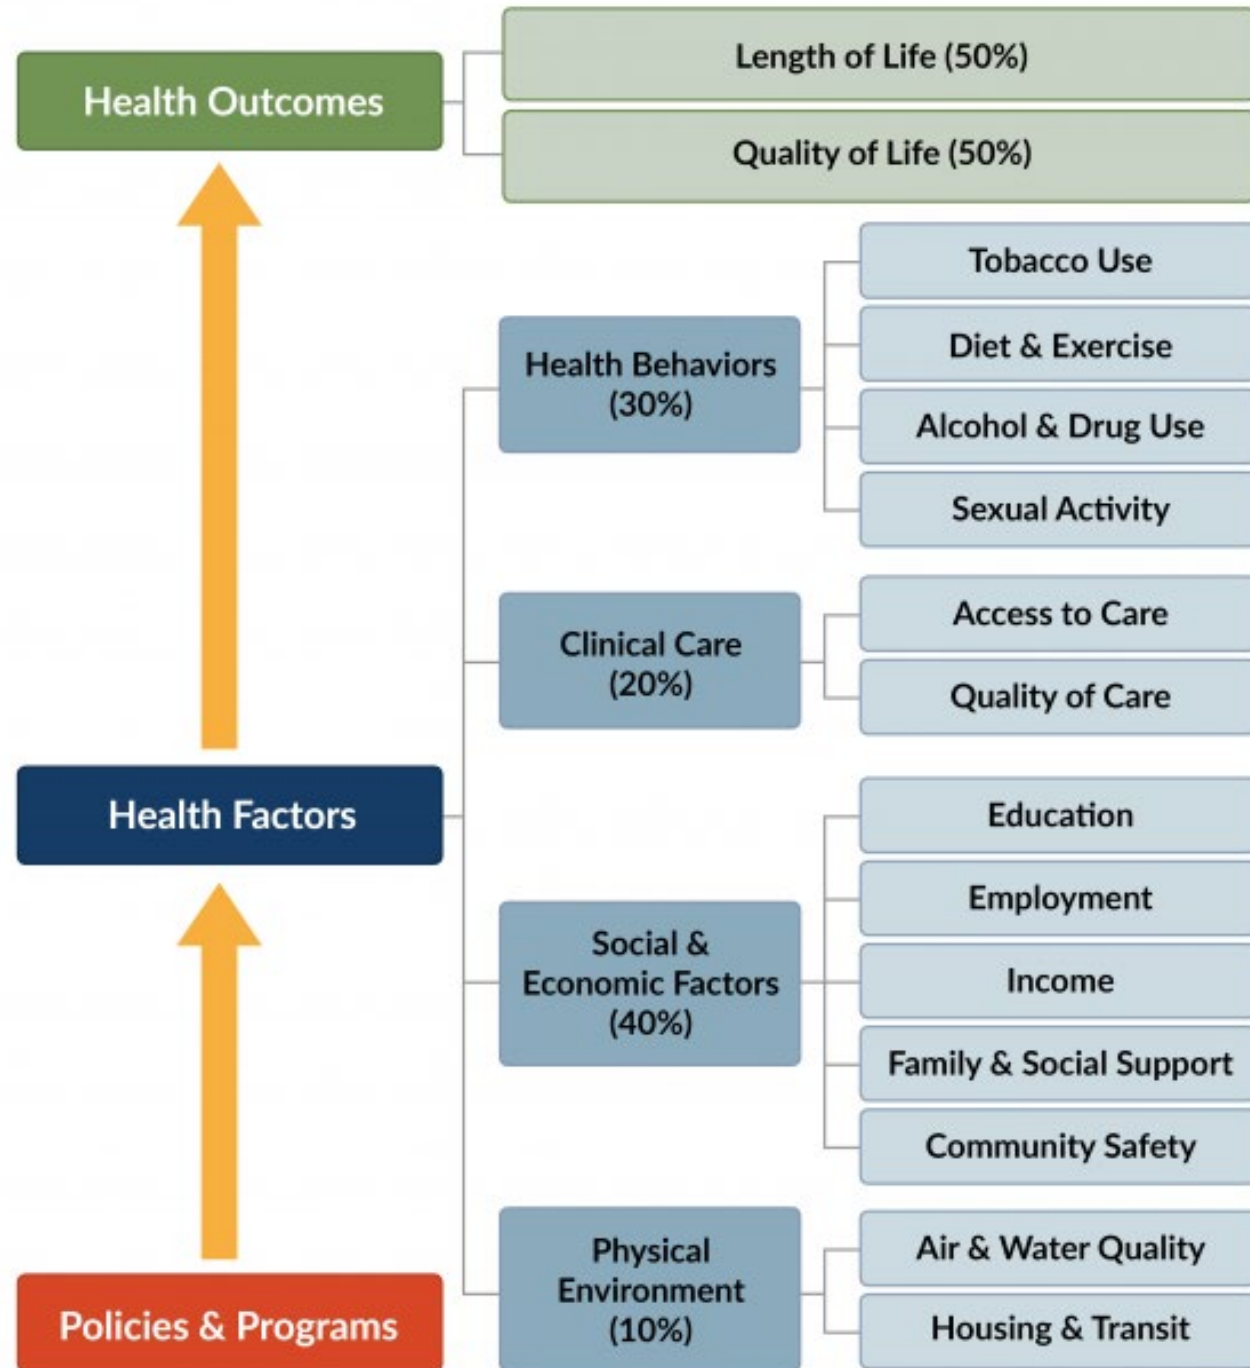 Health Outcomes
Length of Life (50%)
Quality of Life (50%)
Health Factors
Health Behaviors
(30%)
Tobacco Use
Diet & Exercise
Alcohol & Drug Use
Sexual Activity
Clinical Care
(20%)
Access to Care
Quality of Care
Social &
Economic Factors
(40%)
Education
Employment
Income
Family & Social Support
Community Safety
Physical
Environment
(10%)
Air & Water Quality
Housing & Transit
Policies & Programs